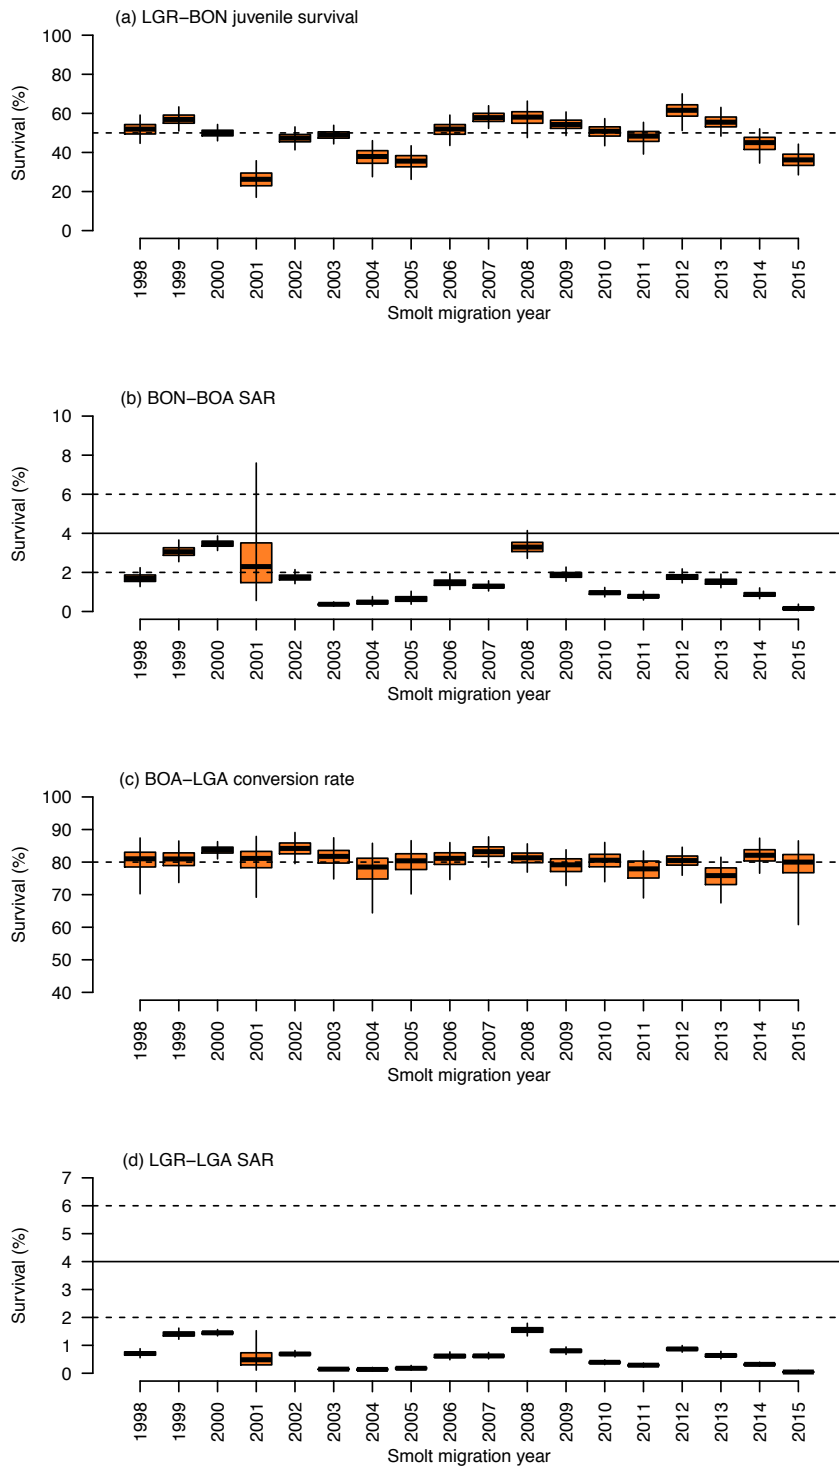 (a) LGR−BON juvenile survival
100
80
60
40
20
0
Survival (%)
1998 1999 2000 2001 2002 2003 2004 2005 2006 2007 2008 2009 2010 2011 2012 2013 2014 2015
Smolt migration year
(b) BON−BOA SAR
10
8
6
4
2
0
Survival (%)
1998 1999 2000 2001 2002 2003 2004 2005 2006 2007 2008 2009 2010 2011 2012 2013 2014 2015
Smolt migration year
(c) BOA−LGA conversion rate
100
90
80
70
60
50
40
Survival (%)
1998 1999 2000 2001 2002 2003 2004 2005 2006 2007 2008 2009 2010 2011 2012 2013 2014 2015
Smolt migration year
(d) LGR−LGA SAR
7
6
5
4
3
2
1
0
Survival (%)
1998 1999 2000 2001 2002 2003 2004 2005 2006 2007 2008 2009 2010 2011 2012 2013 2014 2015
Smolt migration year